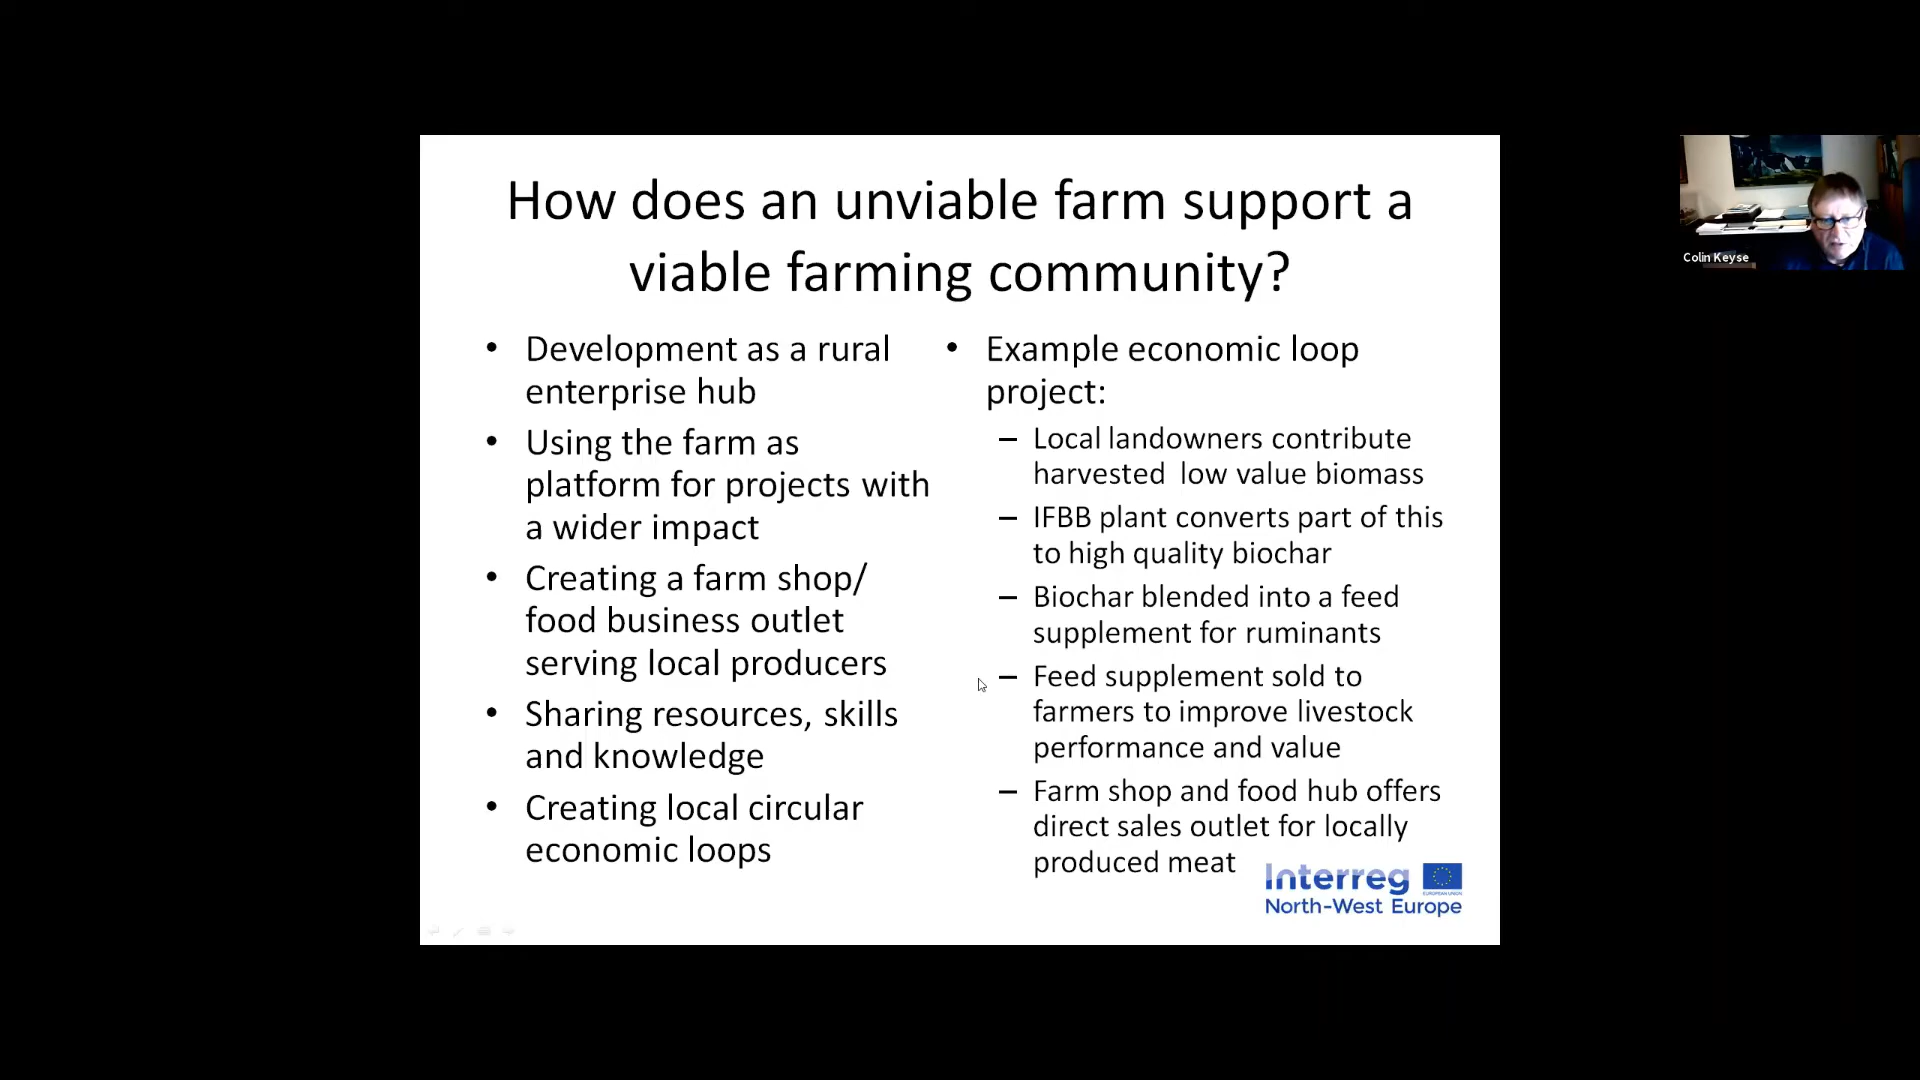 How does an unviable farm support a
viable farming community?
• Development as a rural
enterprise hub
• Using the farm as
platform for projects with
a wider impact
• Creating a farm shop/
food business outlet
serving local producers
• Sharing resources, skills
and knowledge
• Creating local circular
economic loops
• Example economic loop
project:
– Local landowners contribute
harvested low value biomass
– IFBB plant converts part of this
to high quality biochar
– Biochar blended into a feed
supplement for ruminants
– Feed supplement sold to
farmers to improve livestock
performance and value
– Farm shop and food hub offers
direct sales outlet for locally
produced meat
Interreg
EUROPEAN UNION
North-West Europe
Colin Keyse